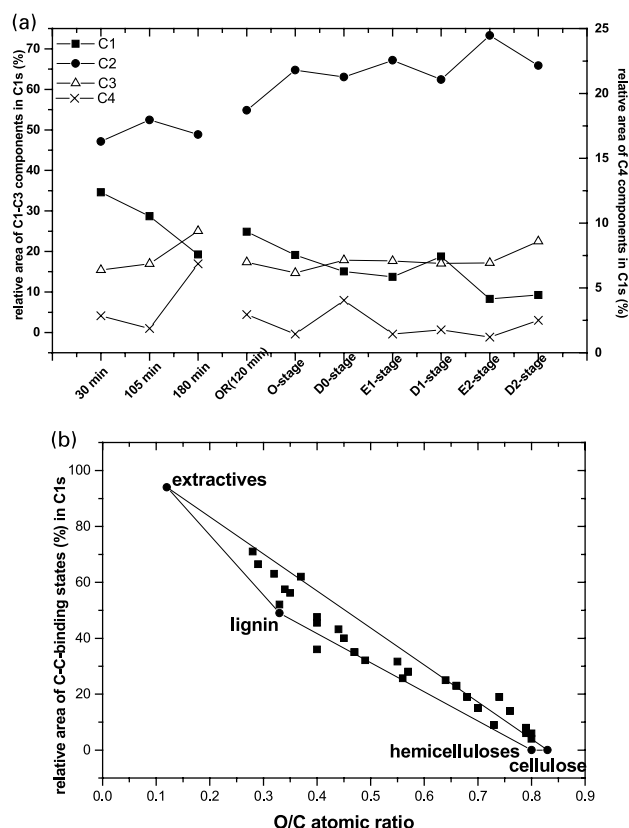 (a)
C1
C2
C3
C4
relative area of C1-C3 components in C1s (%)
70
60
50
40
30
20
10
0
25
20
15
10
5
0
relative area of C4 components in C1s (%)
30 min
105 min
180 min
OR(120 min)
O-stage
D0-stage
E1-stage
D1-stage
E2-stage
D2-stage
(b)
relative area of C-C-binding states (%) in C1s
100
80
60
40
20
0
extractives
lignin
hemicelluloses
cellulose
0.0 0.1 0.2 0.3 0.4 0.5 0.6 0.7 0.8 0.9
O/C atomic ratio